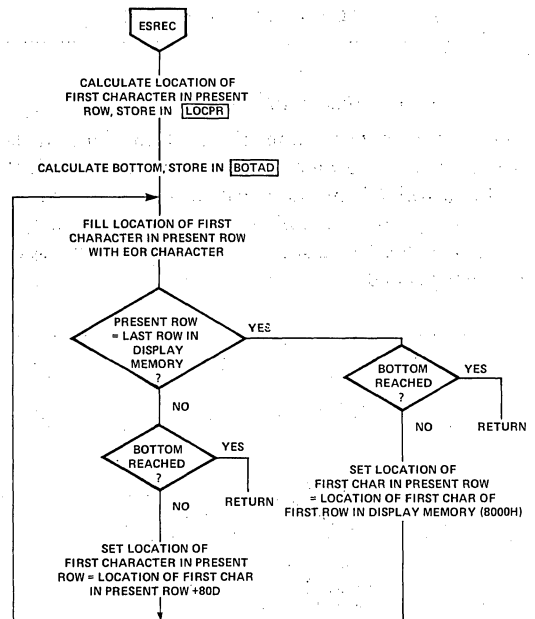 ESREC
CALCULATE LOCATION OF
FIRST CHARACTER IN PRESENT
ROW, STORE IN LOCPR
CALCULATE BOTTOM, STORE IN BOTAD
FILL LOCATION OF FIRST
CHARACTER IN PRESENT ROW
WITH EOR CHARACTER
PRESENT ROW
= LAST ROW IN
DISPLAY
MEMORY
?
YES
NO
BOTTOM
REACHED
?
YES
RETURN
NO
SET LOCATION OF
FIRST CHARACTER IN PRESENT
ROW = LOCATION OF FIRST CHAR
IN PRESENT ROW +80D
BOTTOM
REACHED
?
YES
RETURN
NO
SET LOCATION OF
FIRST CHAR IN PRESENT ROW
= LOCATION OF FIRST CHAR OF
FIRST ROW IN DISPLAY MEMORY (8000H)